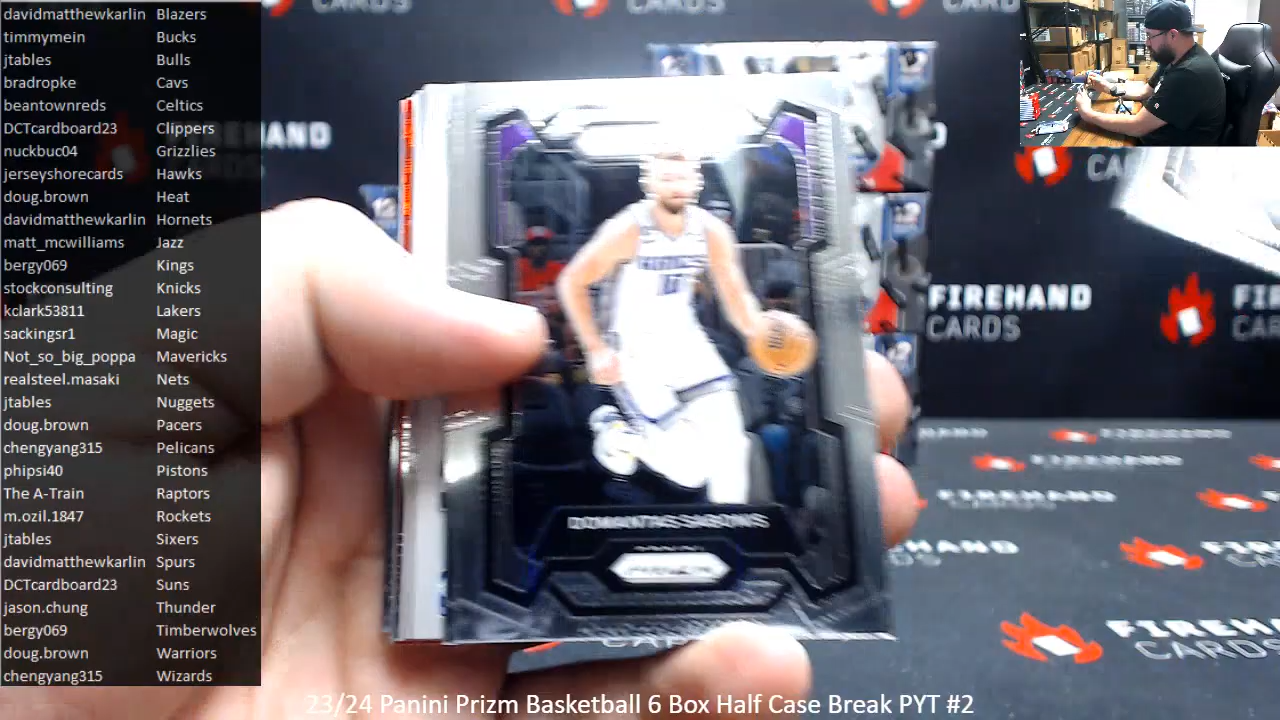 davidmatthewkarlin Blazers
timmymein Bucks
jtables Bulls
bradropke Cavs
beantownreds Celtics
DCTcardboard23 Clippers
nuckbuc04 Grizzlies
jerseyshorecards Hawks
doug.brown Heat
davidmatthewkarlin Hornets
matt_mcwilliams Jazz
bergy069 Kings
stockconsulting Knicks
kclark53811 Lakers
sackingsr1 Magic
Not_so_big_poppa Mavericks
realsteel.masaki Nets
jtables Nuggets
doug.brown Pacers
chengyang315 Pelicans
phipsi40 Pistons
The A-Train Raptors
m.ozil.1847 Rockets
jtables Sixers
davidmatthewkarlin Spurs
DCTcardboard23 Suns
jason.chung Thunder
bergy069 Timberwolves
doug.brown Warriors
chengyang315 Wizards
CARDS
CARDS
FIREHAND
FIREHAND
CARDS
DOMANTAS SABONIS
PRIZM
23/24 Panini Prizm Basketball 6 Box Half Case Break PYT #2